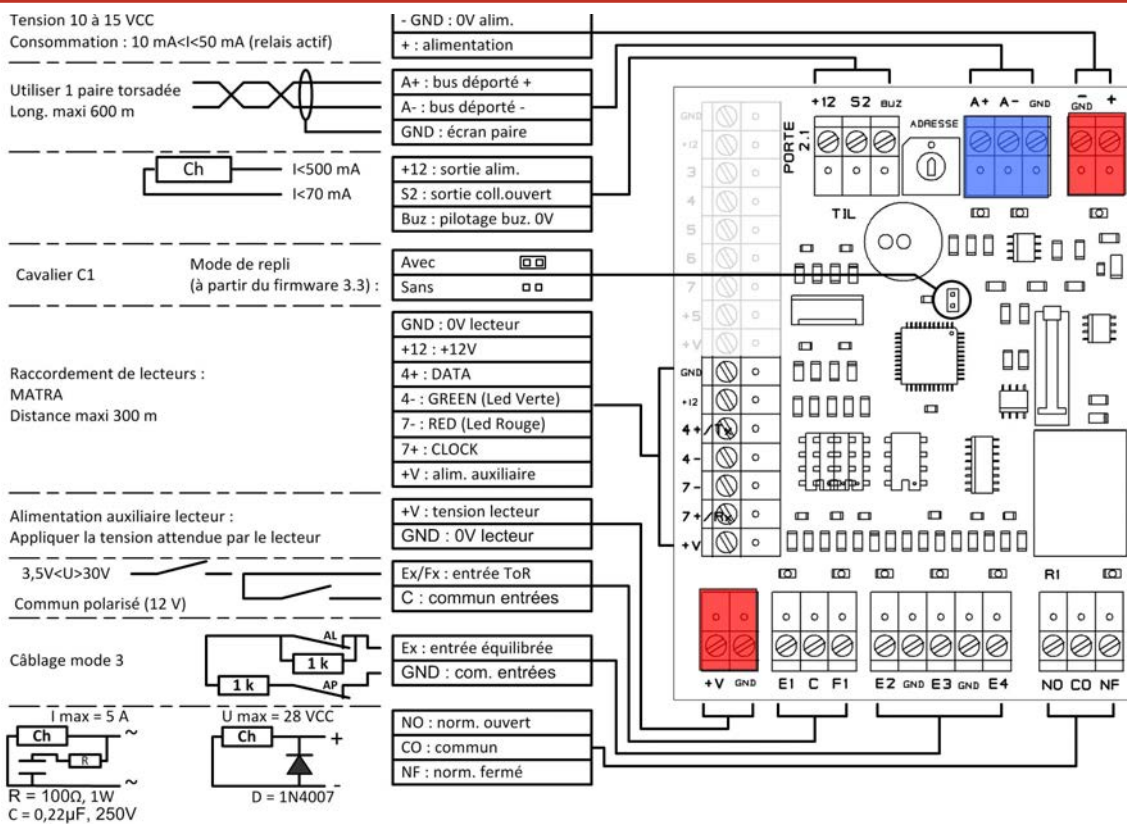 Tension 10 à 15 VCC
Consommation : 10 mA<I<50 mA (relais actif)
- GND : 0V alim.
+ : alimentation
Utiliser 1 paire torsadée
Long. maxi 600 m
A+ : bus déporté +
A- : bus déporté -
GND : écran paire
Ch
I<500 mA
I<70 mA
+12 : sortie alim.
S2 : sortie coll.ouvert
Buz : pilotage buz. 0V
Cavalier C1
Mode de repli
(à partir du firmware 3.3) :
Avec
Sans
Raccordement de lecteurs :
MATRA
Distance maxi 300 m
GND : 0V lecteur
+12 : +12V
4+ : DATA
4- : GREEN (Led Verte)
7- : RED (Led Rouge)
7+ : CLOCK
+V : alim. auxiliaire
Alimentation auxiliaire lecteur :
Appliquer la tension attendue par le lecteur
+V : tension lecteur
GND : 0V lecteur
3,5V<U>30V
Commun polarisé (12 V)
Ex/Fx : entrée ToR
C : commun entrées
Câblage mode 3
AL
1 k
1 k
AP
Ex : entrée équilibrée
GND : com. entrées
I max = 5 A
Ch
~
R
~
R = 100Ω, 1W
C = 0,22µF, 250V
U max = 28 VCC
Ch
+
-
D = 1N4007
NO : norm. ouvert
CO : commun
NF : norm. fermé
+12 S2 BUZ
A+ A- GND
- +
GND
PORTE
2.1
ADRESSE
TIL
GND
+12
3
4
5
6
7
+5
+V
GND
+12
4+/Tx
4-
7-
7+/Rx
+V
R1
+V GND
E1 C F1
E2 GND E3 GND E4
NO CO NF